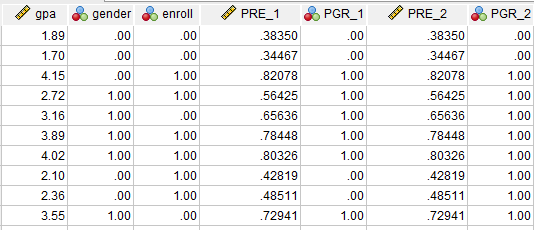 gpa gender enroll PRE_1 PGR_1 PRE_2 PGR_2
1.89 .00 .00 .38350 .00 .38350 .00
1.70 .00 .00 .34467 .00 .34467 .00
4.15 .00 1.00 .82078 1.00 .82078 1.00
2.72 1.00 1.00 .56425 1.00 .56425 1.00
3.16 1.00 .00 .65636 1.00 .65636 1.00
3.89 1.00 1.00 .78448 1.00 .78448 1.00
4.02 1.00 1.00 .80326 1.00 .80326 1.00
2.10 .00 1.00 .42819 .00 .42819 1.00
2.36 .00 1.00 .48511 .00 .48511 1.00
3.55 1.00 .00 .72941 1.00 .72941 1.00